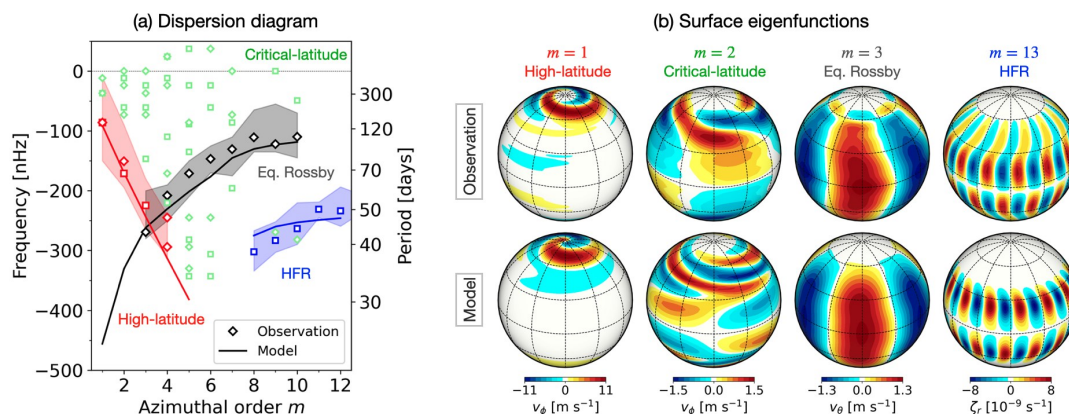 (a) Dispersion diagram
Critical-latitude
0
−100
−200
−300
−400
−500
Frequency [nHz]
300
120
70
50
40
30
Period [days]
Eq. Rossby
HFR
High-latitude
Observation
Model
2
4
6
8
10
12
Azimuthal order m
(b) Surface eigenfunctions
m = 1
High-latitude
m = 2
Critical-latitude
m = 3
Eq. Rossby
m = 13
HFR
Observation
Model
−11 0 11
vϕ [m s⁻¹]
−1.5 0 1.5
vϕ [m s⁻¹]
−1.3 0 1.3
vθ [m s⁻¹]
−8 0 8
ζr [10⁻⁹ s⁻¹]